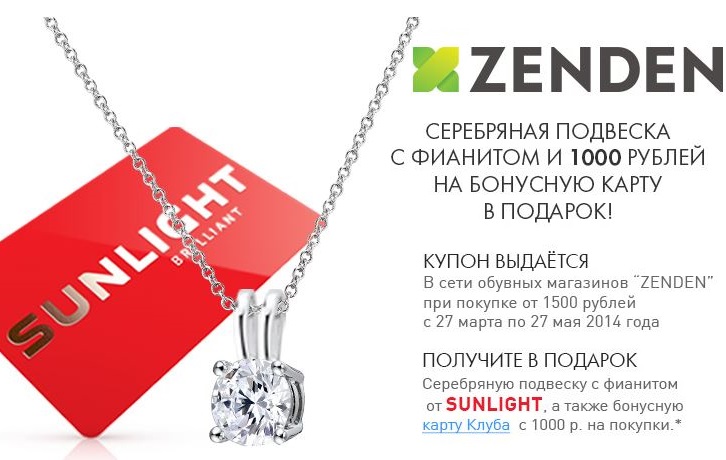 ZENDEN
СЕРЕБРЯНАЯ ПОДВЕСКА
С ФИАНИТОМ И 1000 РУБЛЕЙ
НА БОНУСНУЮ КАРТУ
В ПОДАРОК!
SUNLIGHT
BRILLIANT
КУПОН ВЫДАЁТСЯ
В сети обувных магазинов “ZENDEN”
при покупке от 1500 рублей
с 27 марта по 27 мая 2014 года
ПОЛУЧИТЕ В ПОДАРОК
Серебряную подвеску с фианитом
от SUNLIGHT, а также бонусную
карту Клуба с 1000 р. на покупки.*